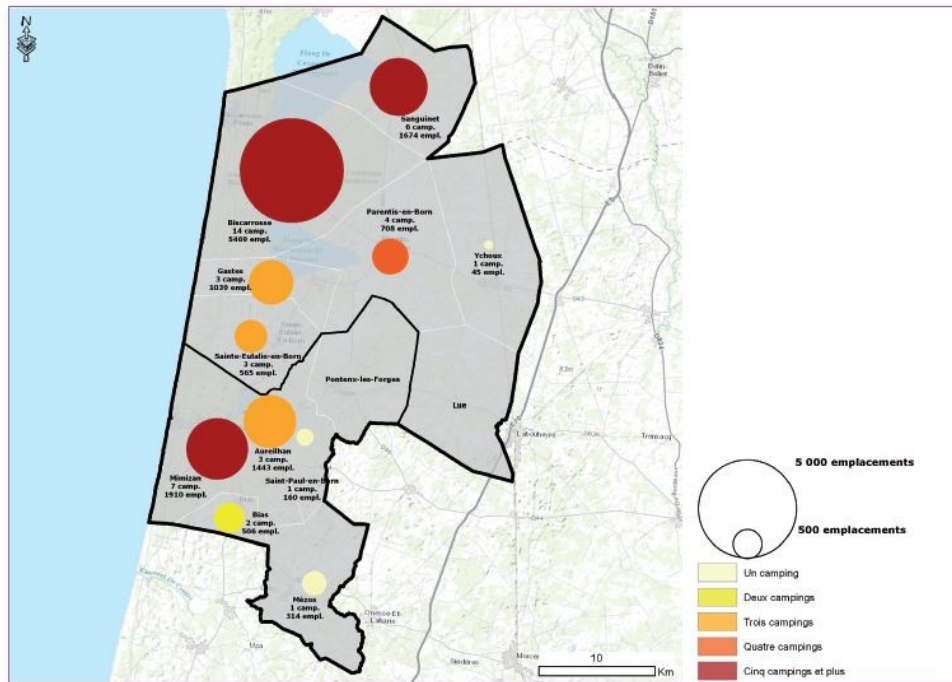 N
Sanguinet
6 camp.
1674 empl.
Biscarrosse
14 camp.
5409 empl.
Parentis-en-Born
4 camp.
708 empl.
Ychoux
1 camp.
45 empl.
Gastes
3 camp.
1039 empl.
Sainte-Eulalie-en-Born
3 camp.
565 empl.
Pontenx-les-Forges
Lue
Aureilhan
3 camp.
1443 empl.
Mimizan
7 camp.
1910 empl.
Saint-Paul-en-Born
1 camp.
160 empl.
Bias
2 camp.
506 empl.
Mézos
1 camp.
314 empl.
Labouheyre
Uza
5 000 emplacements
500 emplacements
Un camping
Deux campings
Trois campings
Quatre campings
Cinq campings et plus
10
Km